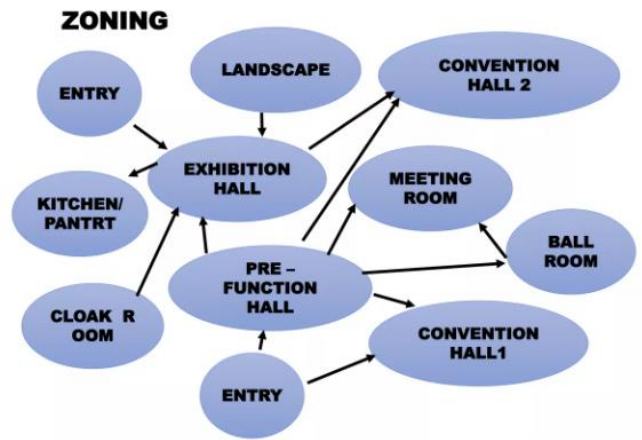 ZONING
ENTRY
LANDSCAPE
CONVENTION
HALL 2
EXHIBITION
HALL
MEETING
ROOM
KITCHEN/
PANTRT
BALL
ROOM
PRE –
FUNCTION
HALL
CLOAK R
OOM
CONVENTION
HALL1
ENTRY